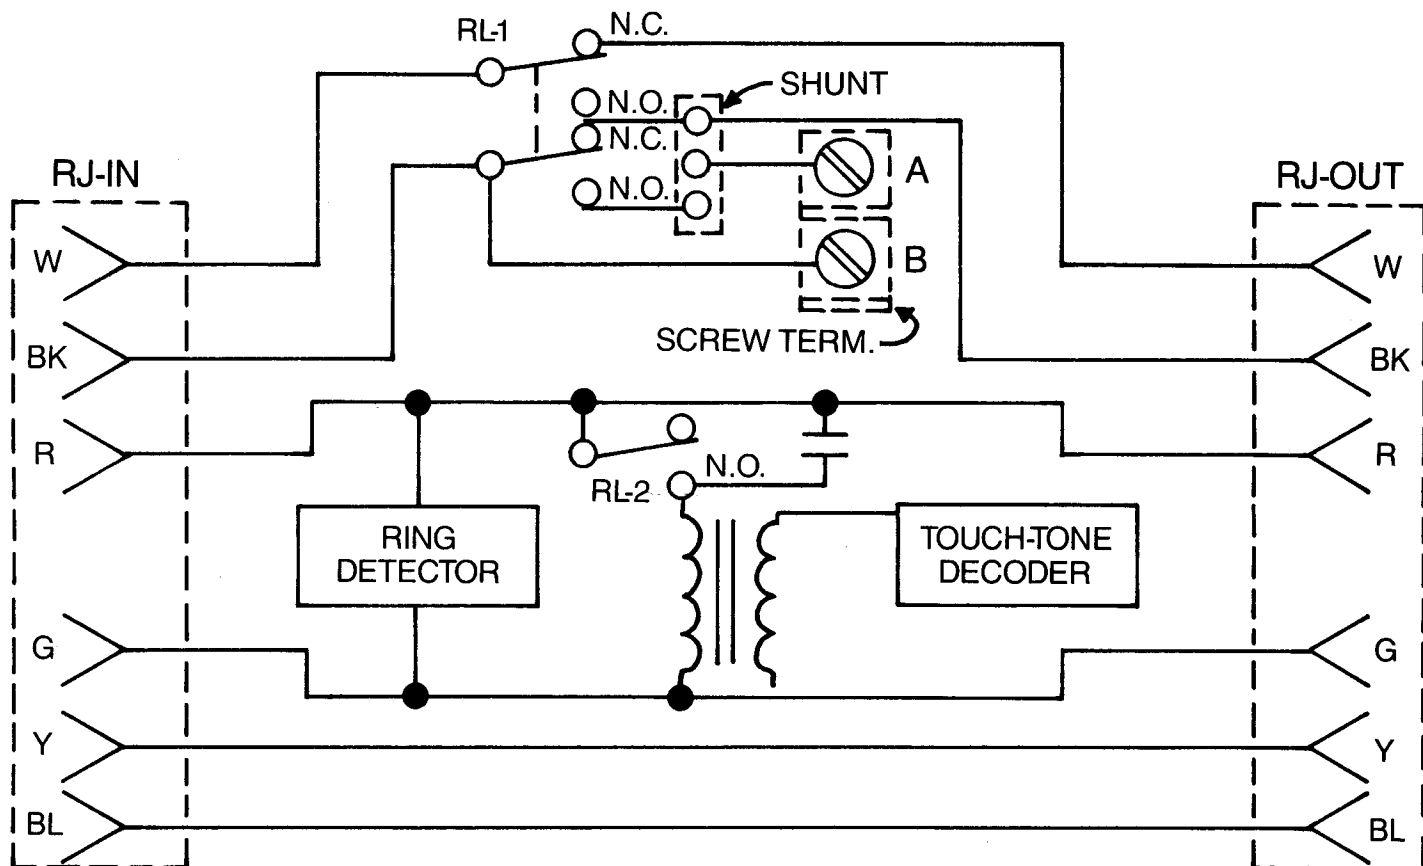 RL-1
N.C.
SHUNT
N.O.
N.C.
N.O.
A
B
SCREW TERM.
RJ-IN
W
BK
R
G
Y
BL
RJ-OUT
W
BK
R
G
Y
BL
RL-2
N.O.
RING
DETECTOR
TOUCH-TONE
DECODER